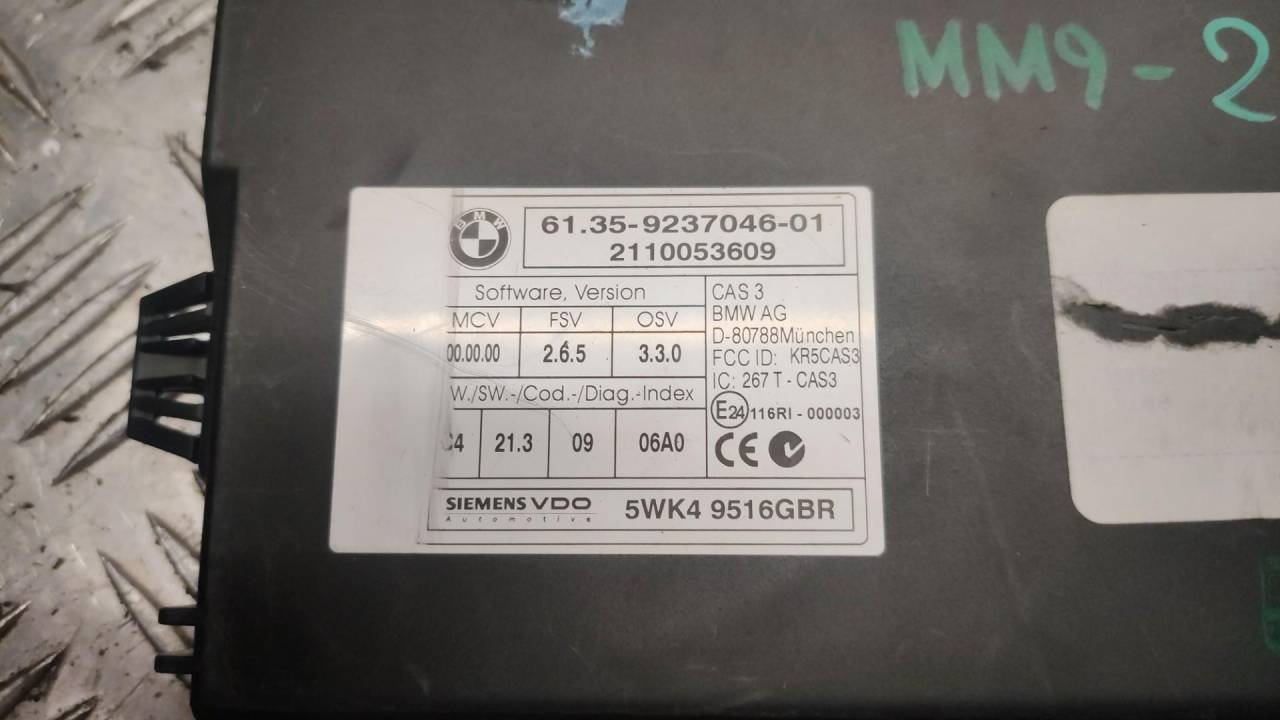 MM9-2
BMW
61.35-9237046-01
2110053609
Software, Version
MCV FSV OSV
00.00.00 2.6.5 3.3.0
W./SW.-/Cod.-/Diag.-Index
21.3 09 06A0
CAS 3
BMW AG
D-80788München
FCC ID: KR5CAS3
IC: 267 T - CAS3
E24 116RI - 000003
CE
SIEMENS VDO
Automotive
5WK4 9516GBR